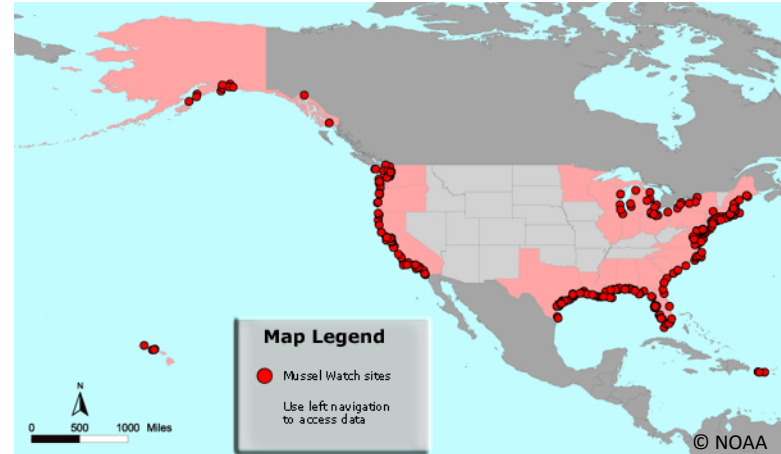 Map Legend
Mussel Watch sites
Use left navigation
to access data
N
0 500 1000 Miles
© NOAA